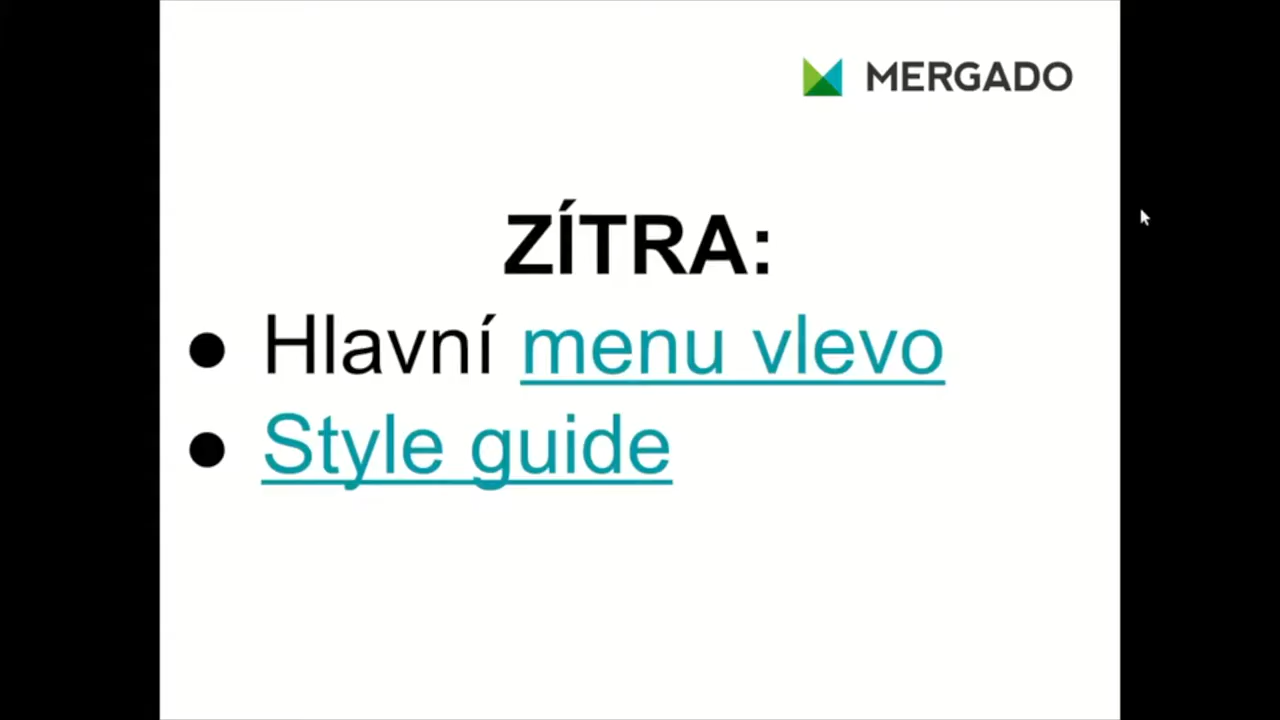 MERGADO
ZÍTRA:
● Hlavní menu vlevo
● Style guide